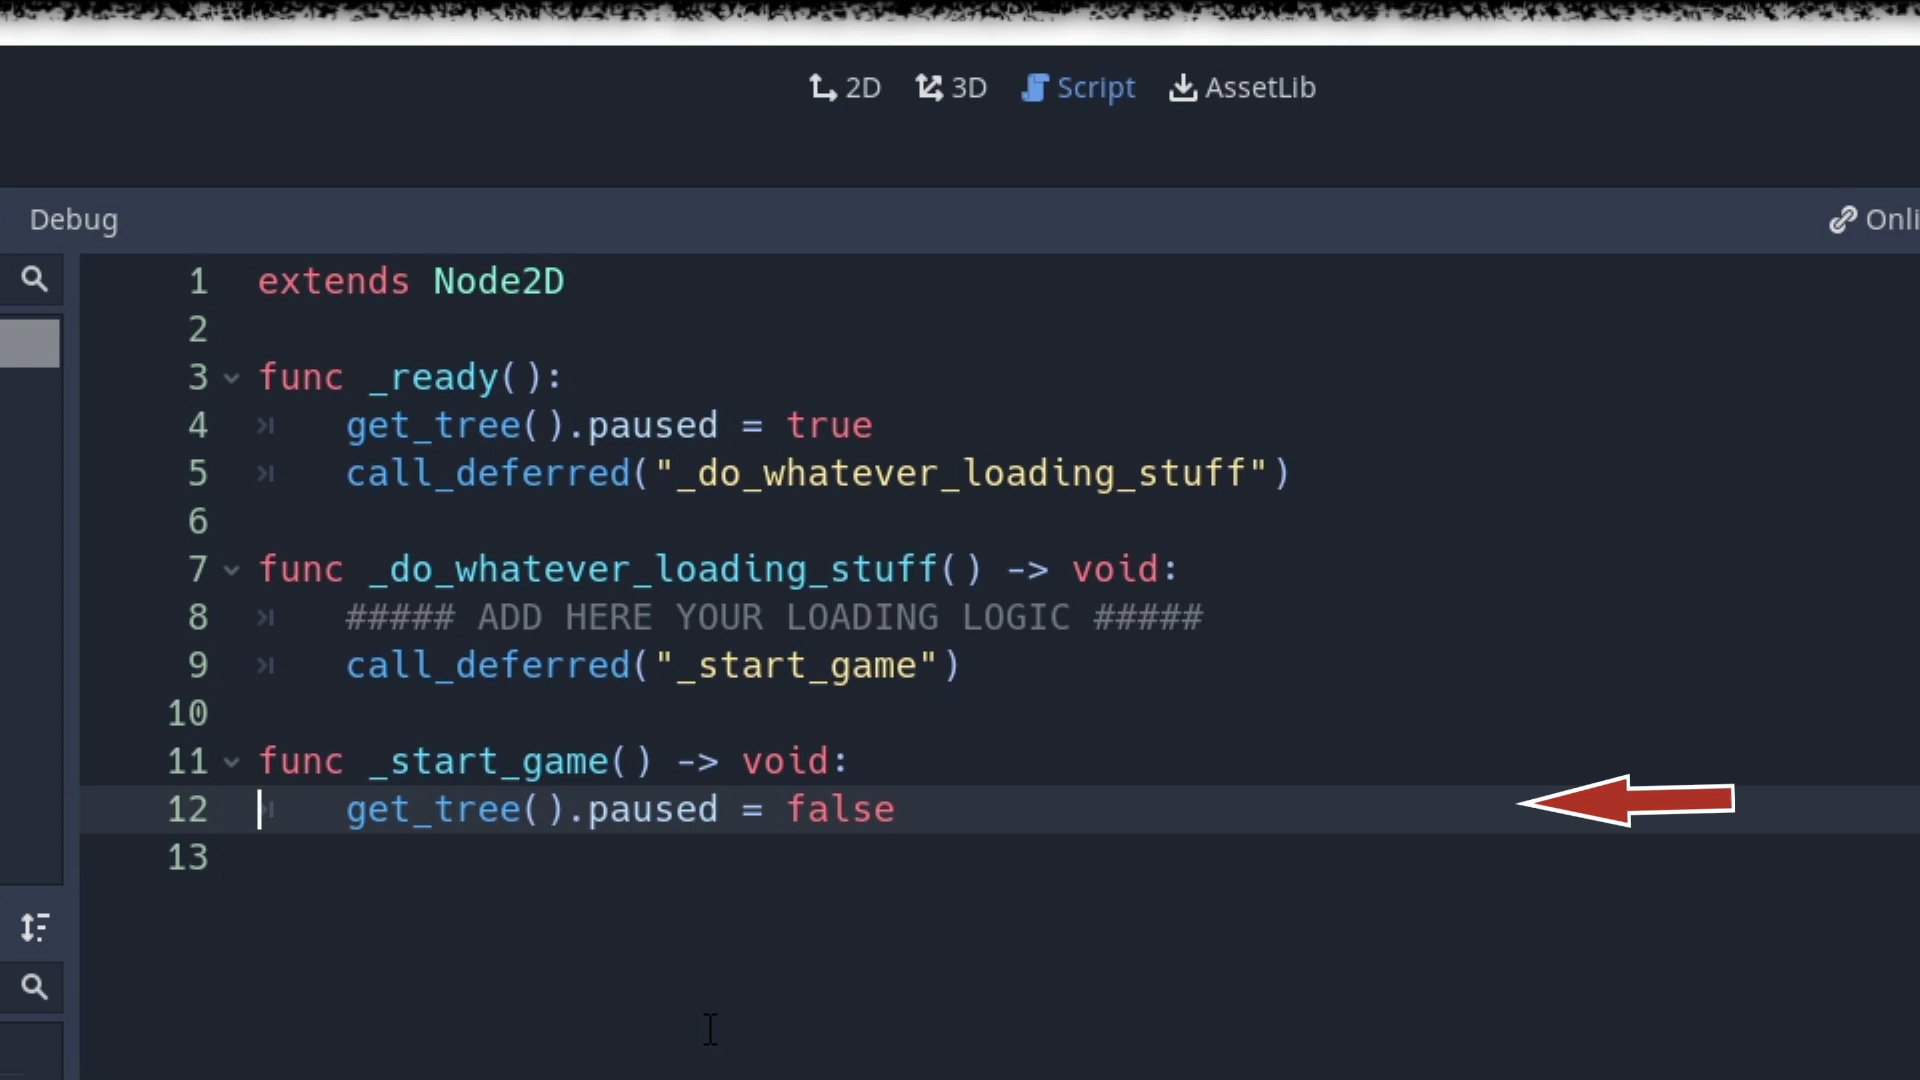 2D 3D Script AssetLib
Debug Onli
1 extends Node2D
2
3 func _ready():
4 get_tree().paused = true
5 call_deferred("_do_whatever_loading_stuff")
6
7 func _do_whatever_loading_stuff() -> void:
8 ##### ADD HERE YOUR LOADING LOGIC #####
9 call_deferred("_start_game")
10
11 func _start_game() -> void:
12 get_tree().paused = false
13